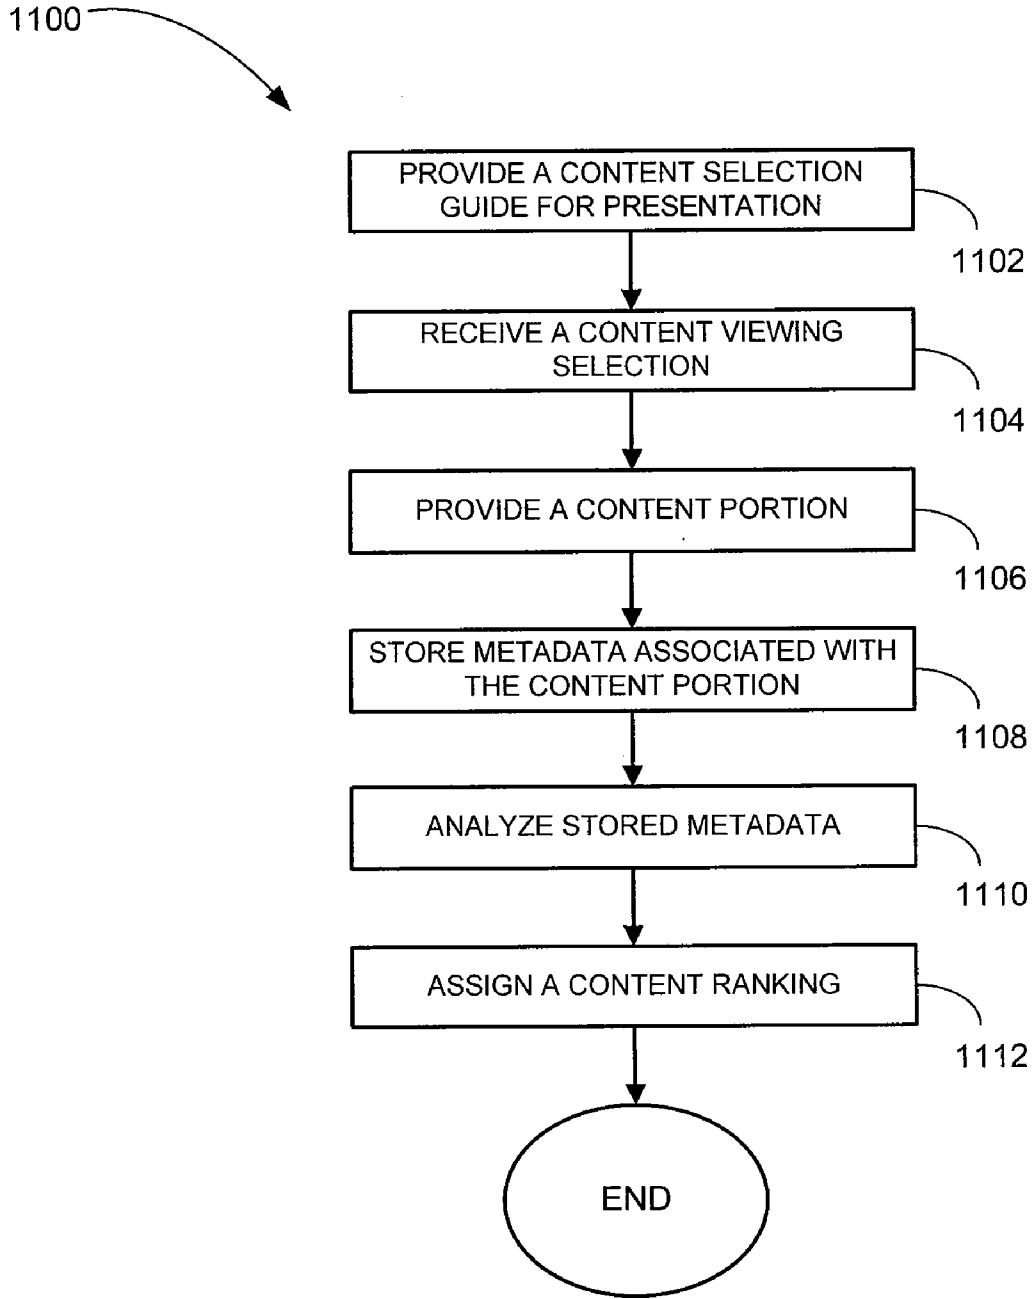 1100
PROVIDE A CONTENT SELECTION
GUIDE FOR PRESENTATION
1102
RECEIVE A CONTENT VIEWING
SELECTION
1104
PROVIDE A CONTENT PORTION
1106
STORE METADATA ASSOCIATED WITH
THE CONTENT PORTION
1108
ANALYZE STORED METADATA
1110
ASSIGN A CONTENT RANKING
1112
END